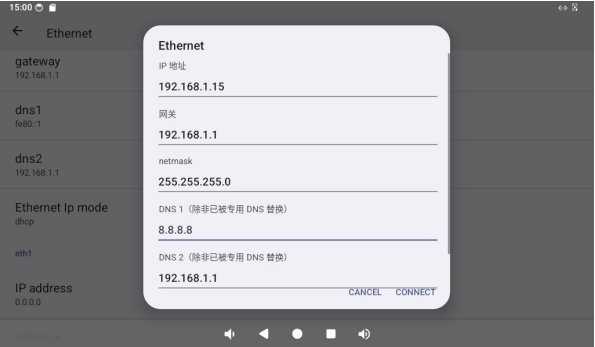 15:00
Ethernet
gateway
192.168.1.1
dns1
fe80::1
dns2
192.168.1.1
Ethernet Ip mode
dhcp
eth1
IP address
0.0.0.0
netmask
Ethernet
IP 地址
192.168.1.15
网关
192.168.1.1
netmask
255.255.255.0
DNS 1（除非已被专用 DNS 替换）
8.8.8.8
DNS 2（除非已被专用 DNS 替换）
192.168.1.1
CANCEL CONNECT